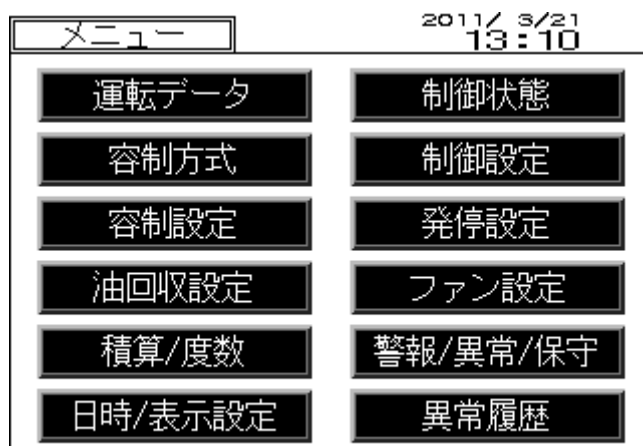 メニュー 2011/ 3/21
13:10
運転データ 制御状態
容制方式 制御設定
容制設定 発停設定
油回収設定 ファン設定
積算/度数 警報/異常/保守
日時/表示設定 異常履歴